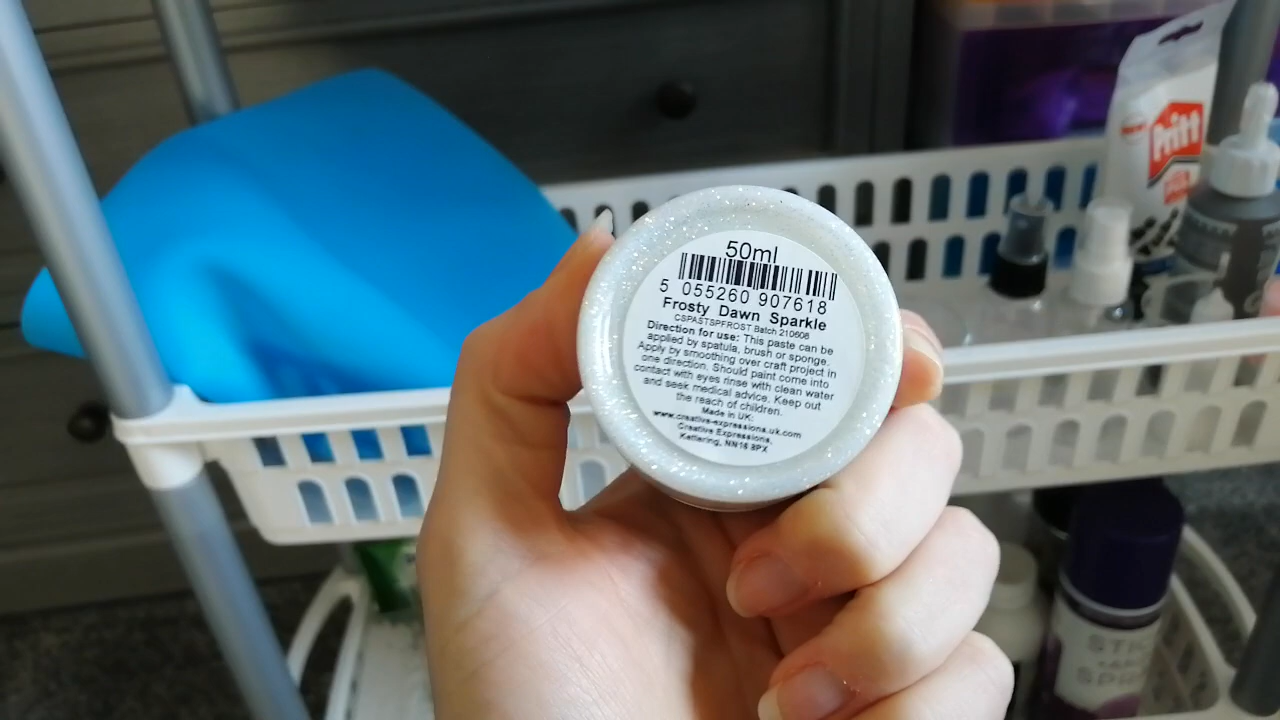 50ml
5 055260 907618
Frosty Dawn Sparkle
CSPASTSPFROST Batch 210608
Direction for use: This paste can be
applied by spatula, brush or sponge.
Apply by smoothing over craft project in
one direction. Should paint come into
contact with eyes rinse with clean water
and seek medical advice. Keep out
the reach of children.
Made in UK:
www.creative-expressions.uk.com
Creative Expressions,
Kettering, NN16 8PX
Pritt